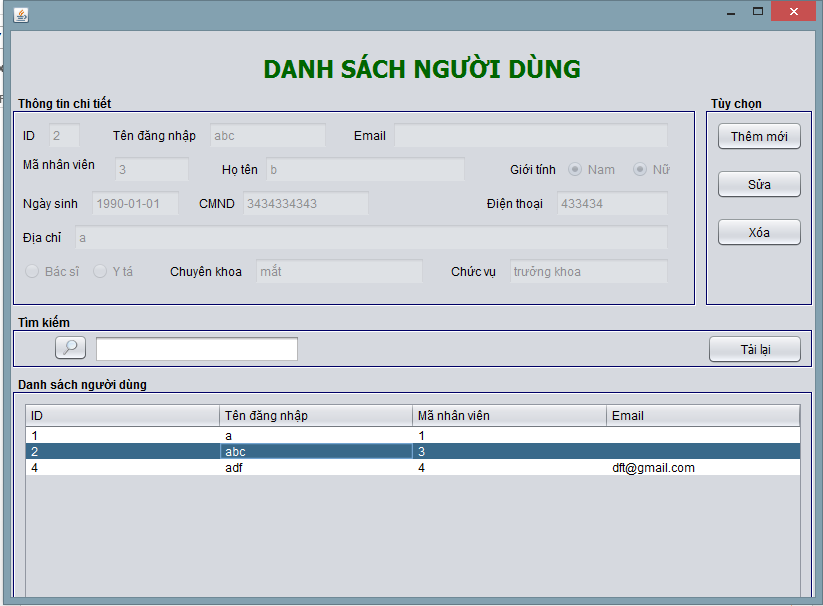 DANH SÁCH NGƯỜI DÙNG
Thông tin chi tiết
Tùy chọn
ID 2 Tên đăng nhập abc Email
Thêm mới
Mã nhân viên 3 Họ tên b Giới tính Nam Nữ
Sửa
Ngày sinh 1990-01-01 CMND 3434334343 Điện thoại 433434
Địa chỉ a
Xóa
Bác sĩ Y tá Chuyên khoa mắt Chức vụ trưởng khoa
Tìm kiếm
Tải lại
Danh sách người dùng
ID Tên đăng nhập Mã nhân viên Email
1 a 1
2 abc 3
4 adf 4 dft@gmail.com